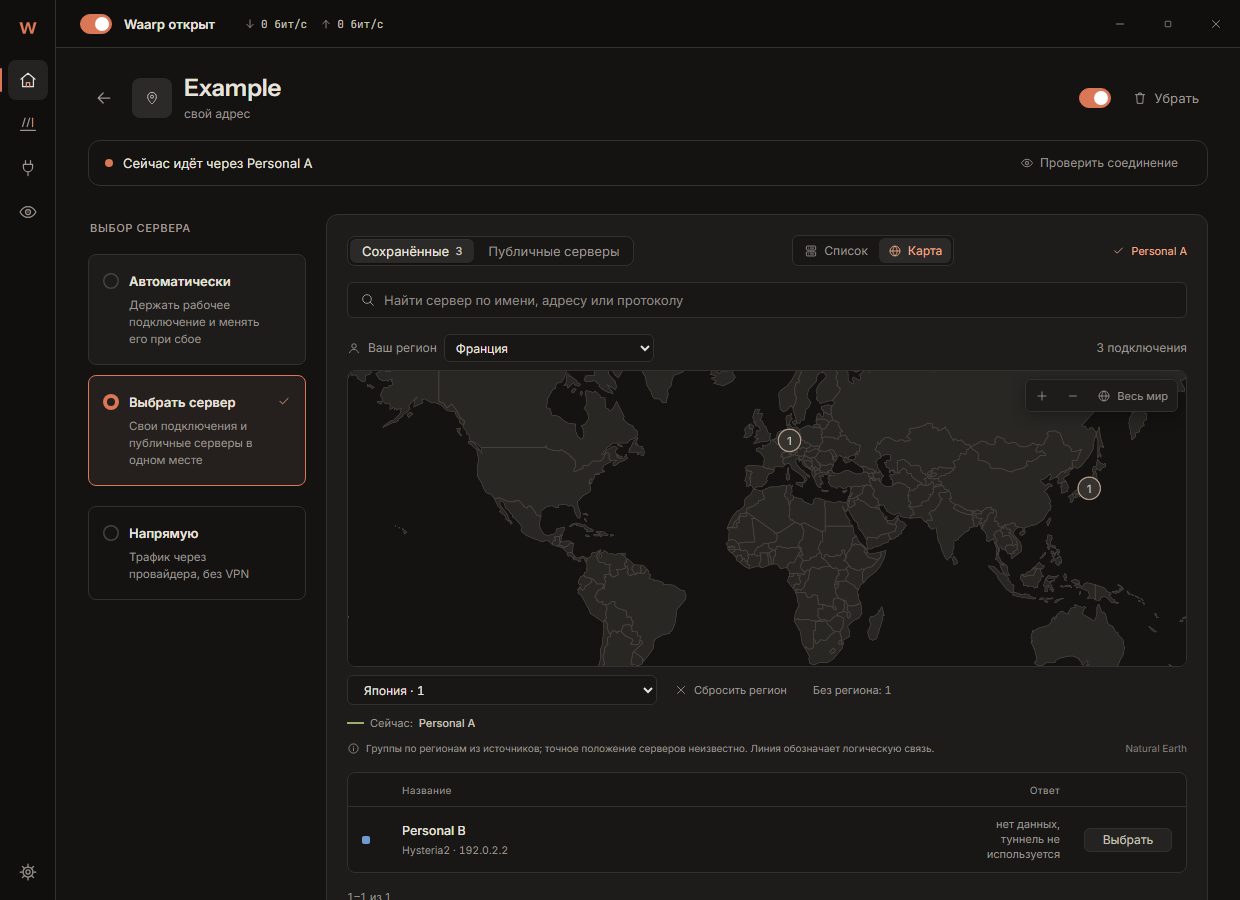 W
Waarp открыт
↓ 0 бит/с ↑ 0 бит/с
Example
свой адрес
Убрать
Сейчас идёт через Personal A
Проверить соединение
ВЫБОР СЕРВЕРА
Автоматически
Держать рабочее
подключение и менять
его при сбое
Выбрать сервер
Свои подключения и
публичные серверы в
одном месте
Напрямую
Трафик через
провайдера, без VPN
Сохранённые 3
Публичные серверы
Список
Карта
Personal A
Найти сервер по имени, адресу или протоколу
Ваш регион
Франция
3 подключения
+ − Весь мир
1
1
Япония · 1
Сбросить регион
Без региона: 1
Сейчас: Personal A
Группы по регионам из источников; точное положение серверов неизвестно. Линия обозначает логическую связь.
Natural Earth
Название
Ответ
Personal B
Hysteria2 · 192.0.2.2
нет данных,
туннель не
используется
Выбрать
1–1 из 1